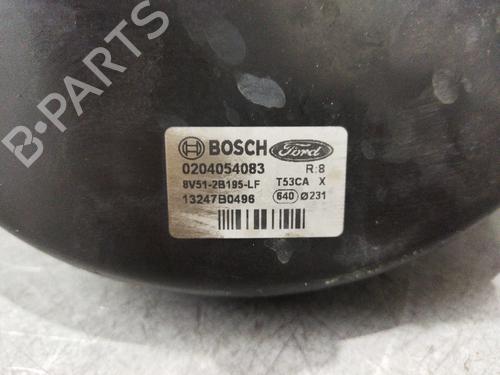 B-PARTS
BOSCH Ford
0204054083 R:8
8V51-2B195-LF T53CA X
13247B0496 640 Ø231